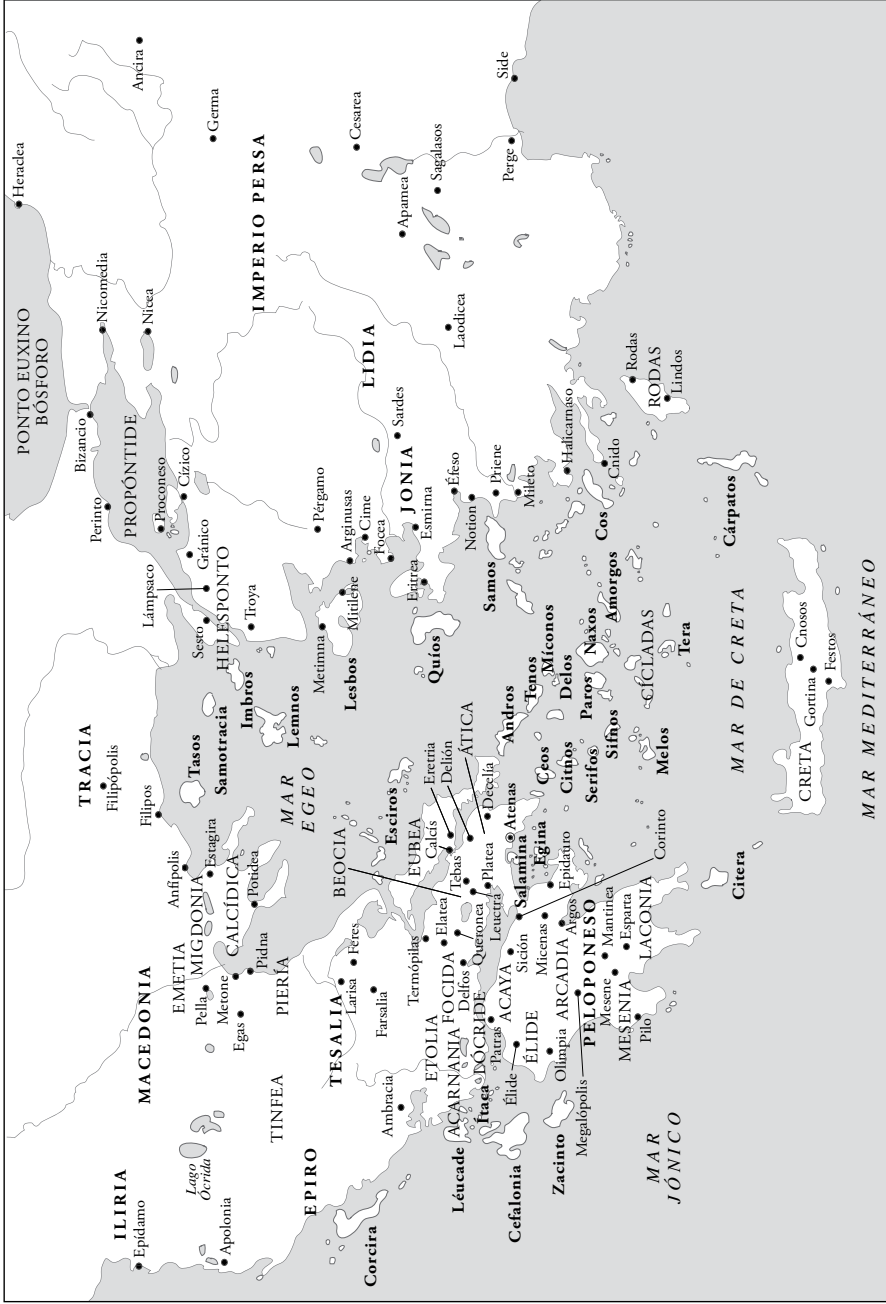 PONTO EUXINO
BÓSFORO
Heradea
Ancira
Bizancio
Nicomedia
Nicea
Germa
Perinto
PROPÓNTIDE
Proconeso
Cízico
IMPERIO PERSA
Cesarea
Lámpsaco
Gránico
Sesto
HELESPONTO
Troya
TRACIA
Filipópolis
Filipos
Tasos
Samotracia
Imbros
Lemnos
MAR
EGEO
MACEDONIA
EMETIA
MIGDONIA
Anfípolis
Estagira
CALCÍDICA
Potidea
Pella
Metone
Pidna
Egas
PIERÍA
ILIRIA
Epídamo
Lago
Ócrida
Apolonia
TINFEA
EPIRO
Corcira
TESALIA
Larisa
Feres
Farsalia
Ambracia
Pérgamo
Metimna
Lesbos
Mitilene
Arginusas
Cime
Focea
LIDIA
Sardes
JONIA
Esmirna
Eritrea
Quíos
Éfeso
Notion
Priene
Mileto
Samos
Laodicea
Apamea
Sagalasos
Perge
Side
Halicarnaso
Cnido
Cos
Rodas
RODAS
Lindos
Cárpatos
Esciros
BEOCIA
EUBEA
Calcis
Eretria
Delión
ÁTICA
Decelía
Tebas
Platea
Atenas
Termópilas
Elatea
Queronea
Leuctra
Salamina
Egina
ETOLIA
FOCIDA
Delfos
ACARNANIA
LÓCRIDE
Léucade
Ítaca
Patras
ACAYA
Sición
Micenas
Epidauro
Corinto
Cefalonia
Élide
ÉLIDE
Olimpia
ARCADIA
Argos
Zacinto
Megalópolis
PELOPONESO
Mantinea
Mesene
Esparta
MESENIA
LACONIA
Pilo
MAR
JÓNICO
Citera
Andros
Tenos
Míconos
Delos
Ceos
Citnos
Serifos
Sifnos
Paros
Naxos
Amorgos
CÍCLADAS
Melos
Tera
MAR DE CRETA
CRETA
Cnosos
Gortina
Festos
MAR MEDITERRÁNEO